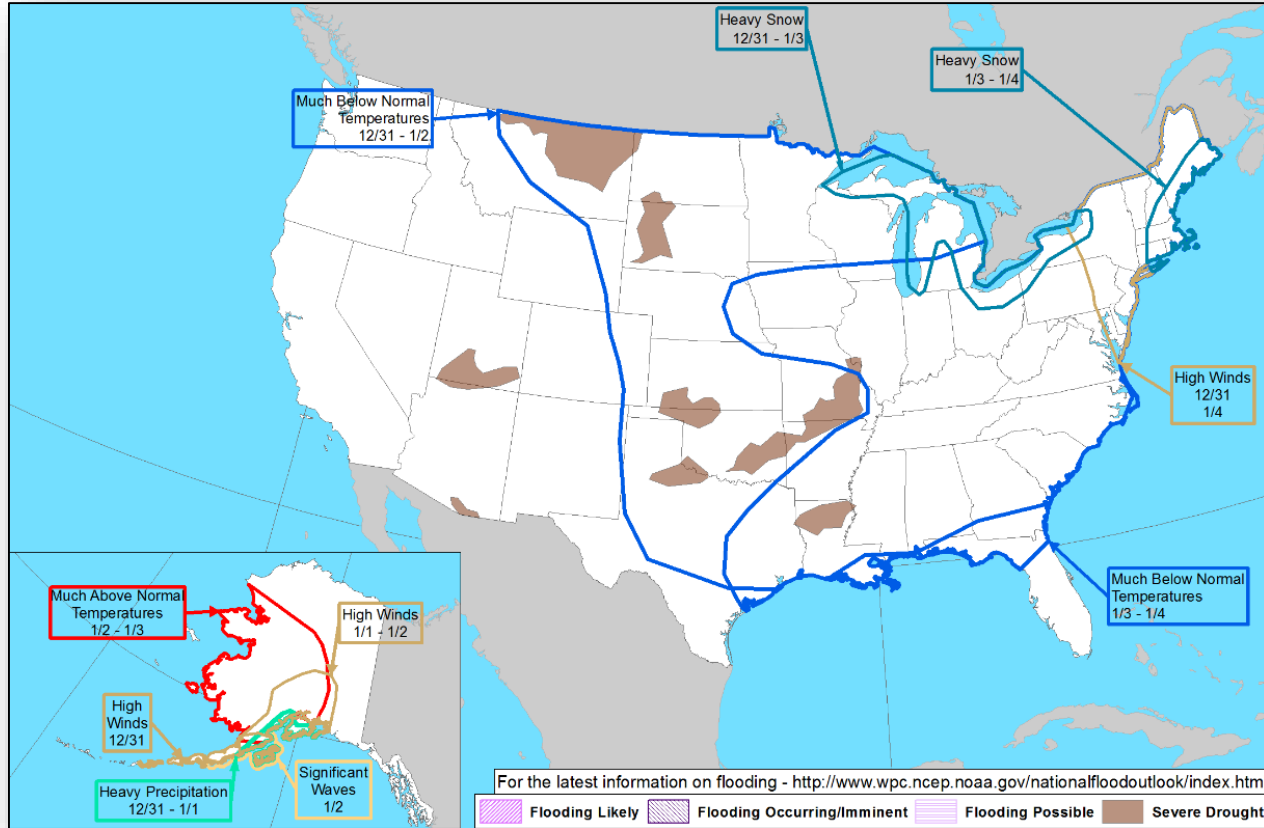 Heavy Snow
12/31 - 1/3
Heavy Snow
1/3 - 1/4
Much Below Normal
Temperatures
12/31 - 1/2
High Winds
12/31
1/4
Much Below Normal
Temperatures
1/3 - 1/4
Much Above Normal
Temperatures
1/2 - 1/3
High Winds
1/1 - 1/2
High
Winds
12/31
Heavy Precipitation
12/31 - 1/1
Significant
Waves
1/2
For the latest information on flooding - http://www.wpc.ncep.noaa.gov/nationalfloodoutlook/index.htm
Flooding Likely Flooding Occurring/Imminent Flooding Possible Severe Drought